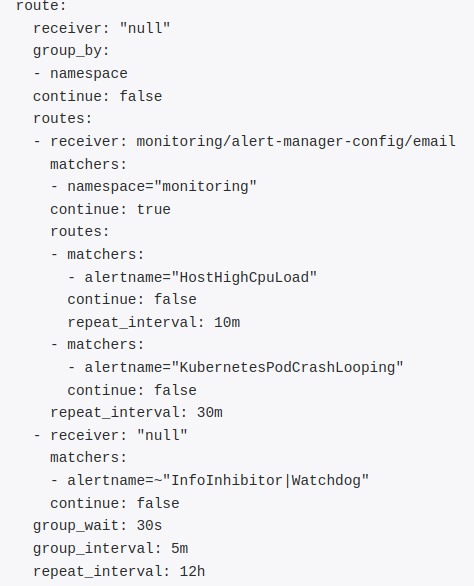 route:
  receiver: "null"
  group_by:
  - namespace
  continue: false
  routes:
  - receiver: monitoring/alert-manager-config/email
    matchers:
    - namespace="monitoring"
    continue: true
    routes:
    - matchers:
      - alertname="HostHighCpuLoad"
      continue: false
      repeat_interval: 10m
    - matchers:
      - alertname="KubernetesPodCrashLooping"
      continue: false
    repeat_interval: 30m
  - receiver: "null"
    matchers:
    - alertname=~"InfoInhibitor|Watchdog"
    continue: false
  group_wait: 30s
  group_interval: 5m
  repeat_interval: 12h